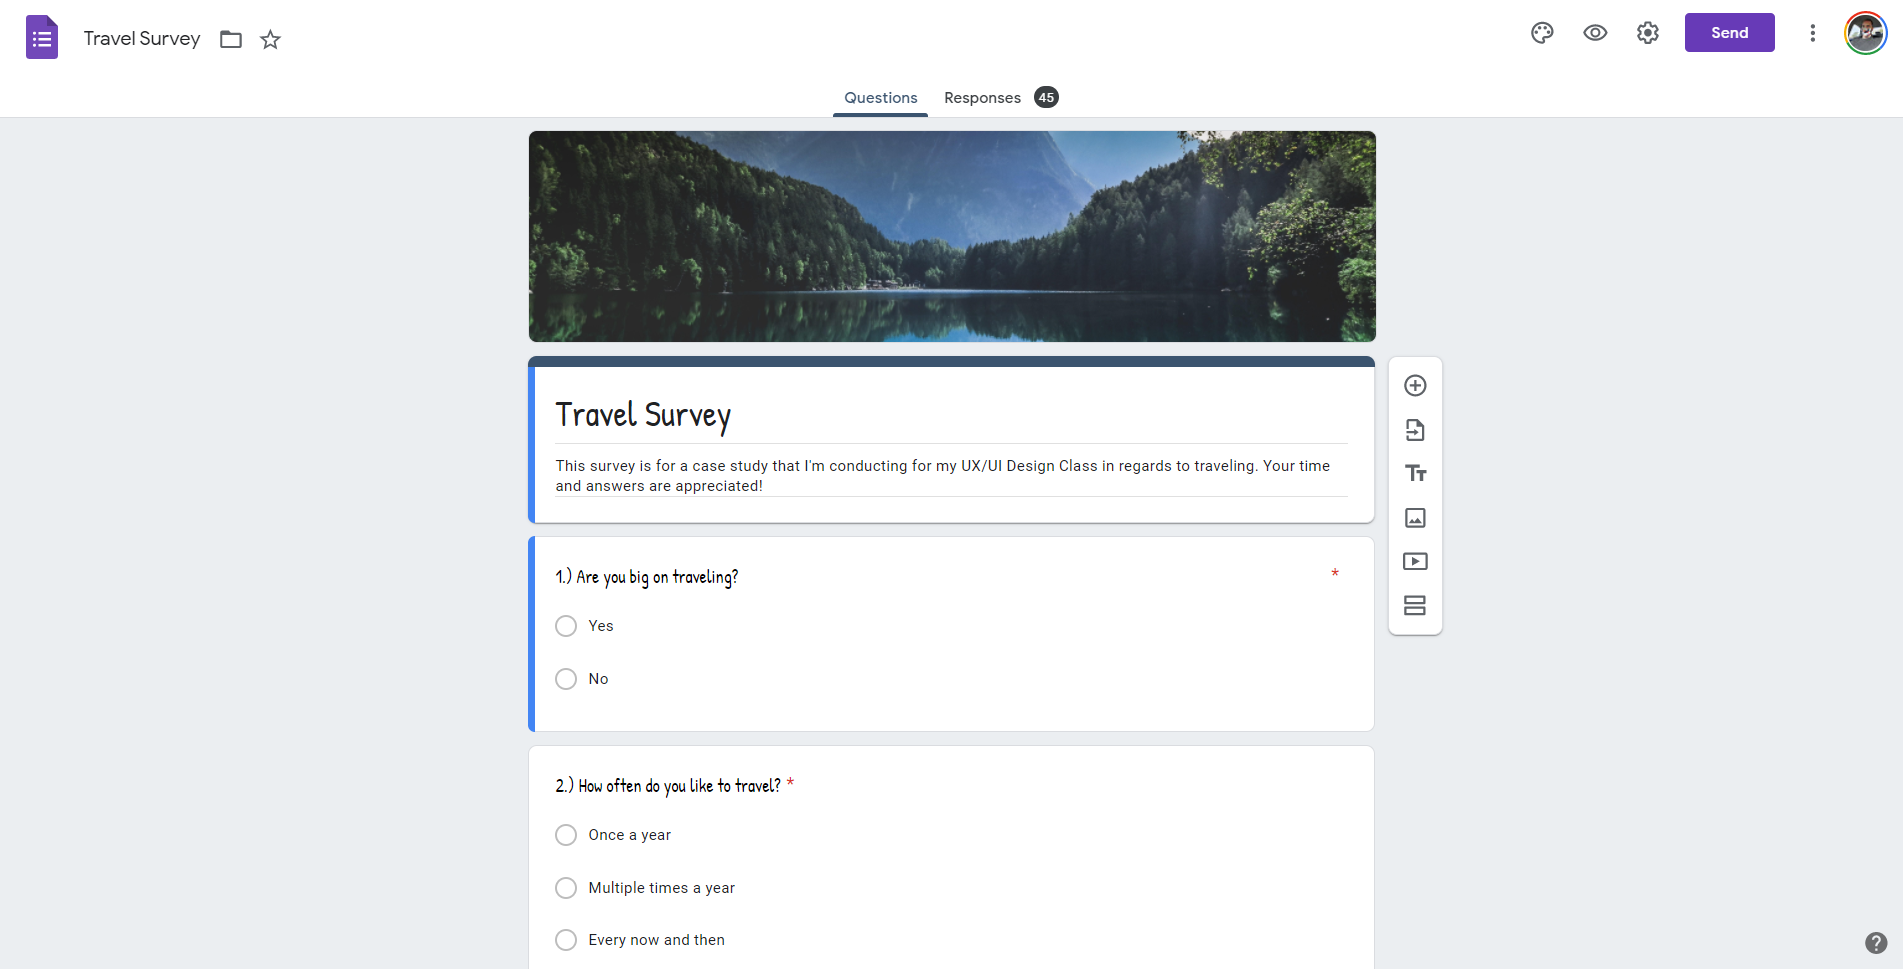 Travel Survey
Send
Questions
Responses 45
Travel Survey
This survey is for a case study that I'm conducting for my UX/UI Design Class in regards to traveling. Your time
and answers are appreciated!
1.) Are you big on traveling? *
Yes
No
2.) How often do you like to travel? *
Once a year
Multiple times a year
Every now and then